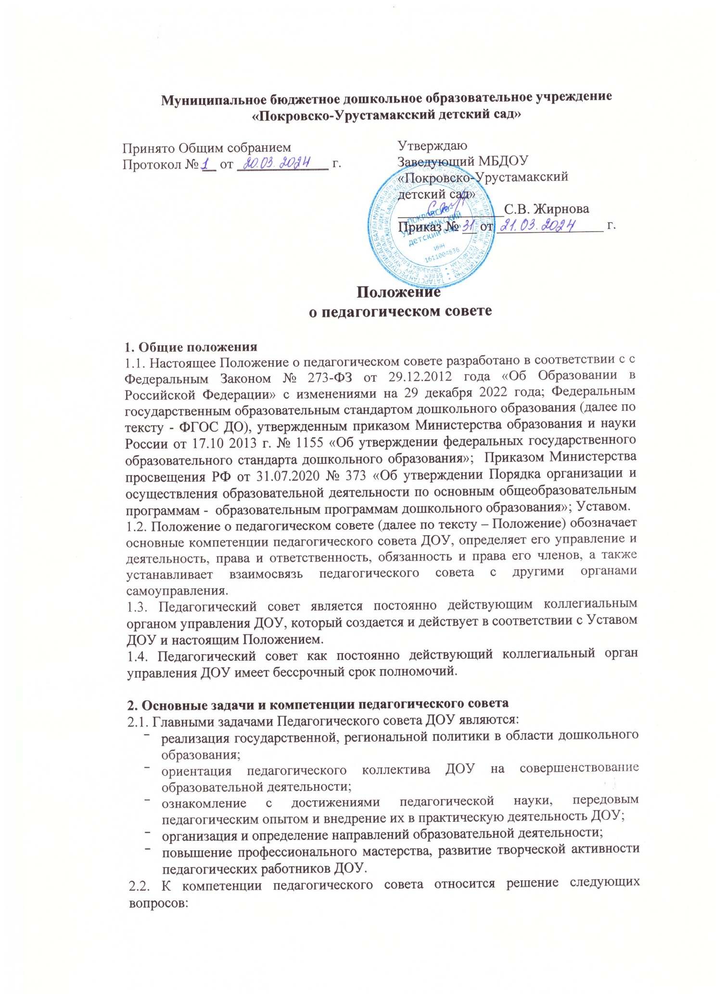 Муниципальное бюджетное дошкольное образовательное учреждение
«Покровско-Урустамакский детский сад»
Принято Общим собранием
Протокол № 1 от 20.03.2024 г.
Утверждаю
Заведующий МБДОУ
«Покровско-Урустамакский
детский сад»
С.В. Жирнова
Приказ № 31 от 21.03.2024 г.
«ПОКРОВСКО-
УРУСТАМАКСКИЙ
детский сад»
ИНН
1611004836
Положение
о педагогическом совете
1. Общие положения
1.1. Настоящее Положение о педагогическом совете разработано в соответствии с с
Федеральным Законом № 273-ФЗ от 29.12.2012 года «Об Образовании в
Российской Федерации» с изменениями на 29 декабря 2022 года; Федеральным
государственным образовательным стандартом дошкольного образования (далее по
тексту - ФГОС ДО), утвержденным приказом Министерства образования и науки
России от 17.10 2013 г. № 1155 «Об утверждении федеральных государственного
образовательного стандарта дошкольного образования»; Приказом Министерства
просвещения РФ от 31.07.2020 № 373 «Об утверждении Порядка организации и
осуществления образовательной деятельности по основным общеобразовательным
программам - образовательным программам дошкольного образования»; Уставом.
1.2. Положение о педагогическом совете (далее по тексту – Положение) обозначает
основные компетенции педагогического совета ДОУ, определяет его управление и
деятельность, права и ответственность, обязанность и права его членов, а также
устанавливает взаимосвязь педагогического совета с другими органами
самоуправления.
1.3. Педагогический совет является постоянно действующим коллегиальным
органом управления ДОУ, который создается и действует в соответствии с Уставом
ДОУ и настоящим Положением.
1.4. Педагогический совет как постоянно действующий коллегиальный орган
управления ДОУ имеет бессрочный срок полномочий.
2. Основные задачи и компетенции педагогического совета
2.1. Главными задачами Педагогического совета ДОУ являются:
- реализация государственной, региональной политики в области дошкольного
образования;
- ориентация педагогического коллектива ДОУ на совершенствование
образовательной деятельности;
- ознакомление с достижениями педагогической науки, передовым
педагогическим опытом и внедрение их в практическую деятельность ДОУ;
- организация и определение направлений образовательной деятельности;
- повышение профессионального мастерства, развитие творческой активности
педагогических работников ДОУ.
2.2. К компетенции педагогического совета относится решение следующих
вопросов: